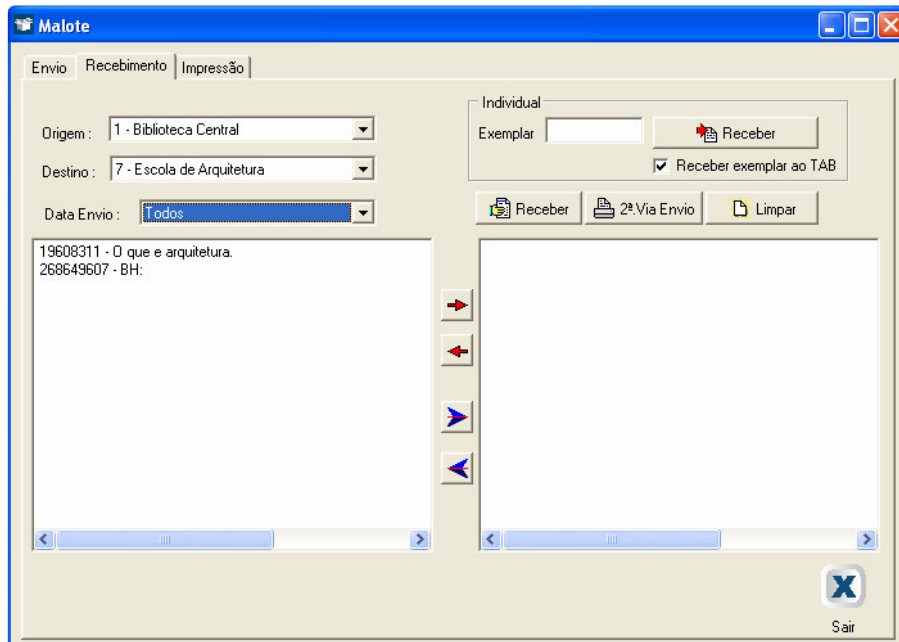 Malote
Envio Recebimento Impressão
Origem : 1 - Biblioteca Central
Destino : 7 - Escola de Arquitetura
Data Envio : Todos
Individual
Exemplar Receber
Receber exemplar ao TAB
Receber 2ª.Via Envio Limpar
19608311 - O que e arquitetura.
268649607 - BH:
Sair